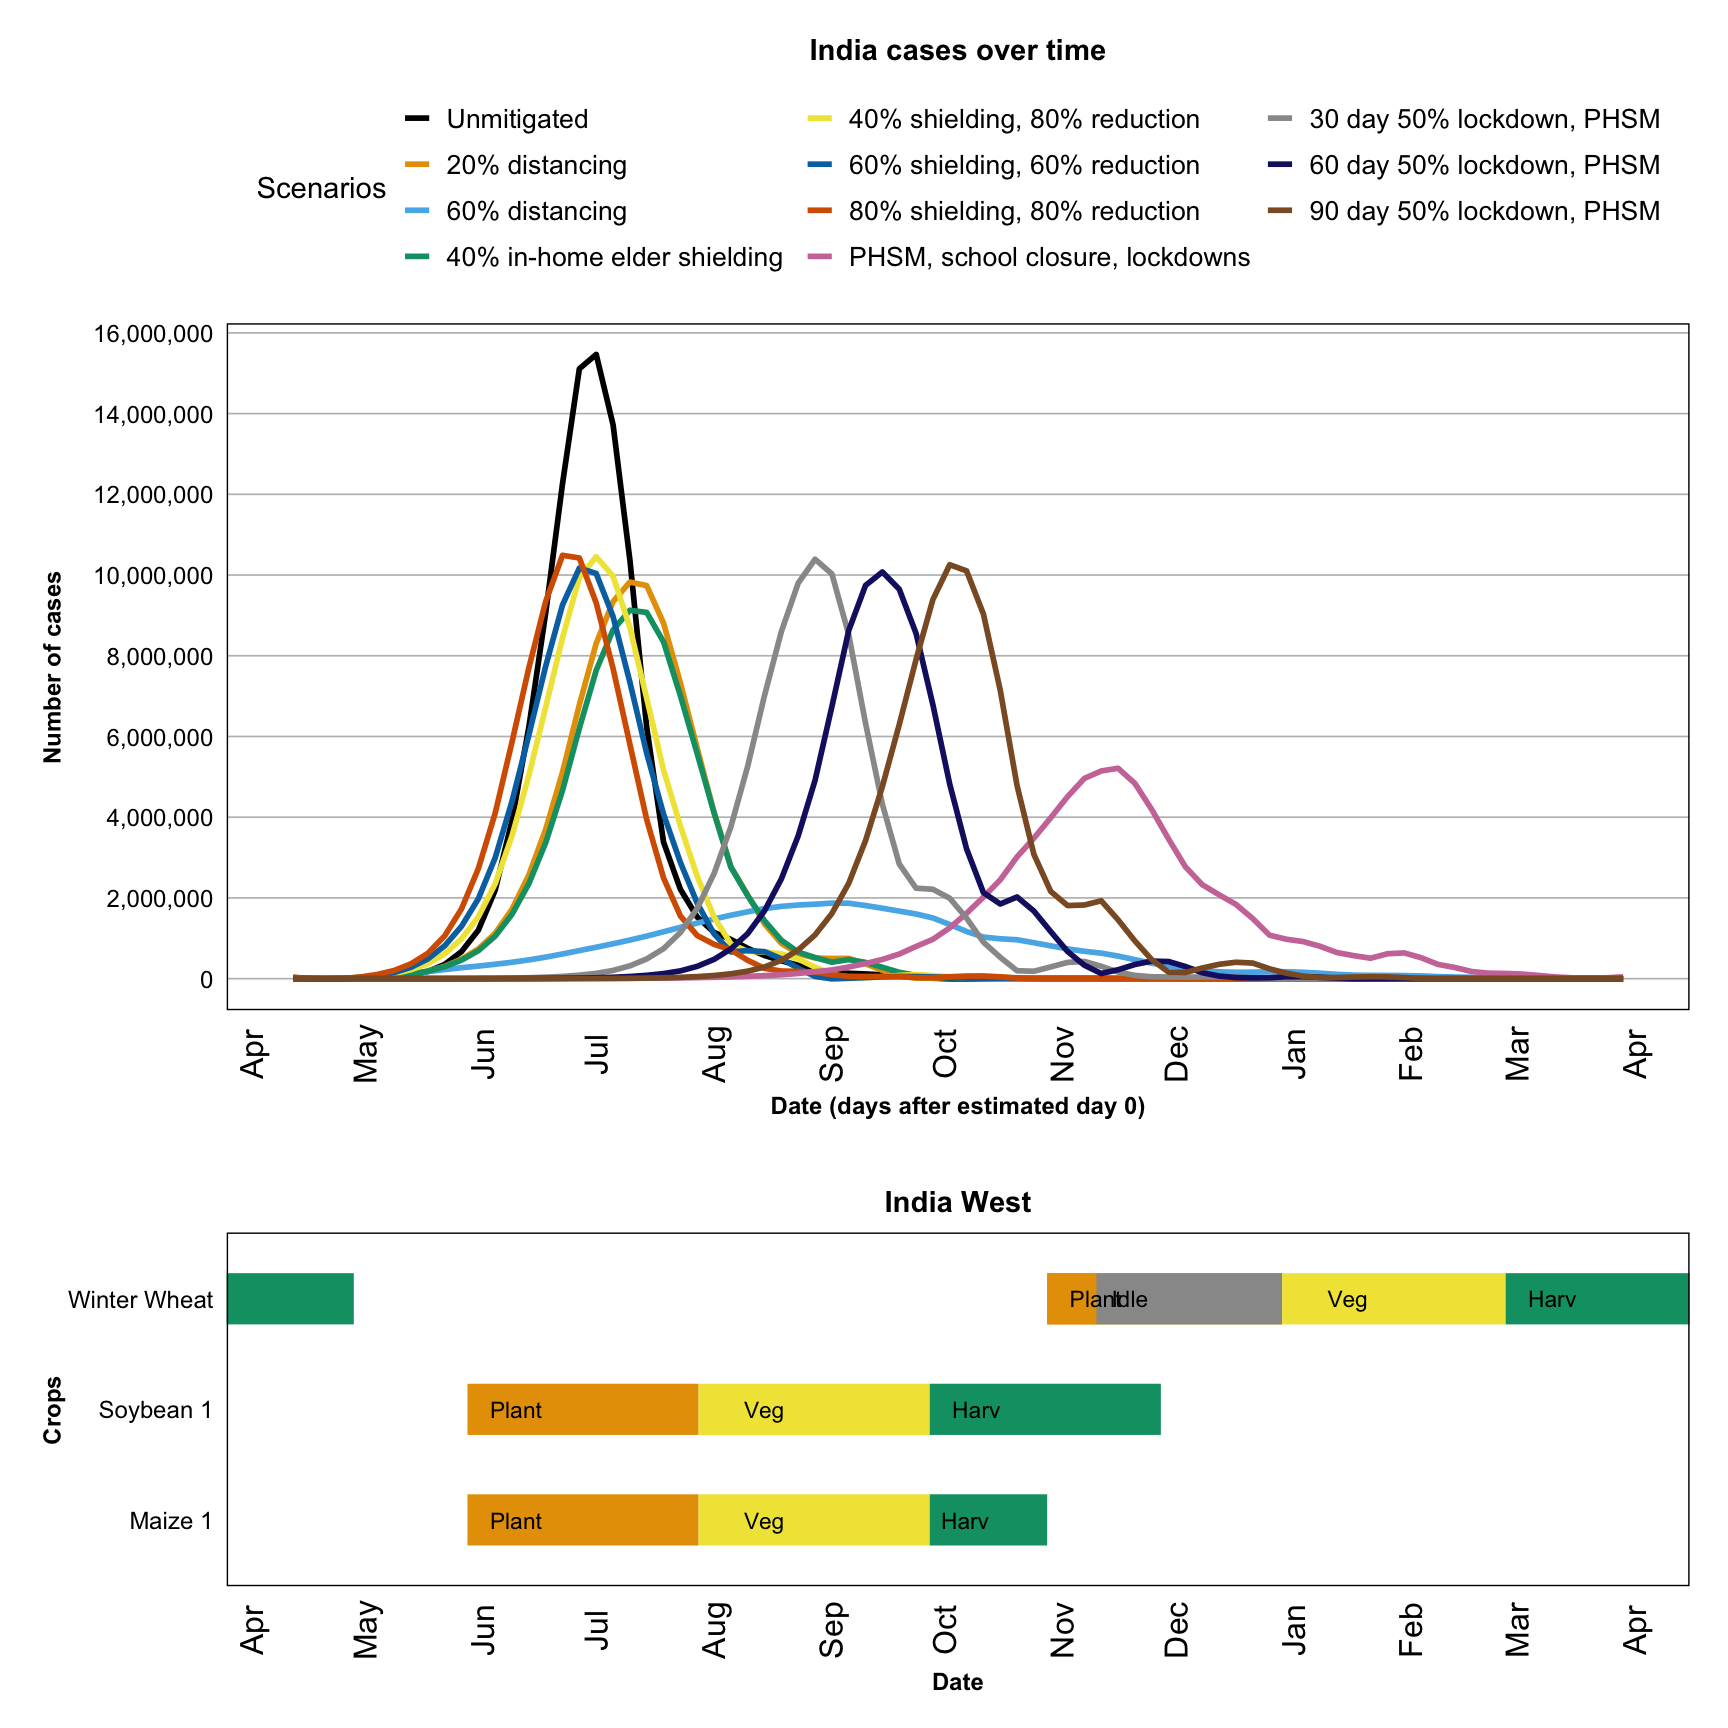 India cases over time
Unmitigated
40% shielding, 80% reduction
30 day 50% lockdown, PHSM
20% distancing
60% shielding, 60% reduction
60 day 50% lockdown, PHSM
Scenarios
60% distancing
80% shielding, 80% reduction
90 day 50% lockdown, PHSM
40% in-home elder shielding
PHSM, school closure, lockdowns
Number of cases
16,000,000
14,000,000
12,000,000
10,000,000
8,000,000
6,000,000
4,000,000
2,000,000
0
Apr
May
Jun
Jul
Aug
Sep
Oct
Nov
Dec
Jan
Feb
Mar
Apr
Date (days after estimated day 0)
India West
Crops
Winter Wheat
Plant
Idle
Veg
Harv
Soybean 1
Plant
Veg
Harv
Maize 1
Plant
Veg
Harv
Apr
May
Jun
Jul
Aug
Sep
Oct
Nov
Dec
Jan
Feb
Mar
Apr
Date